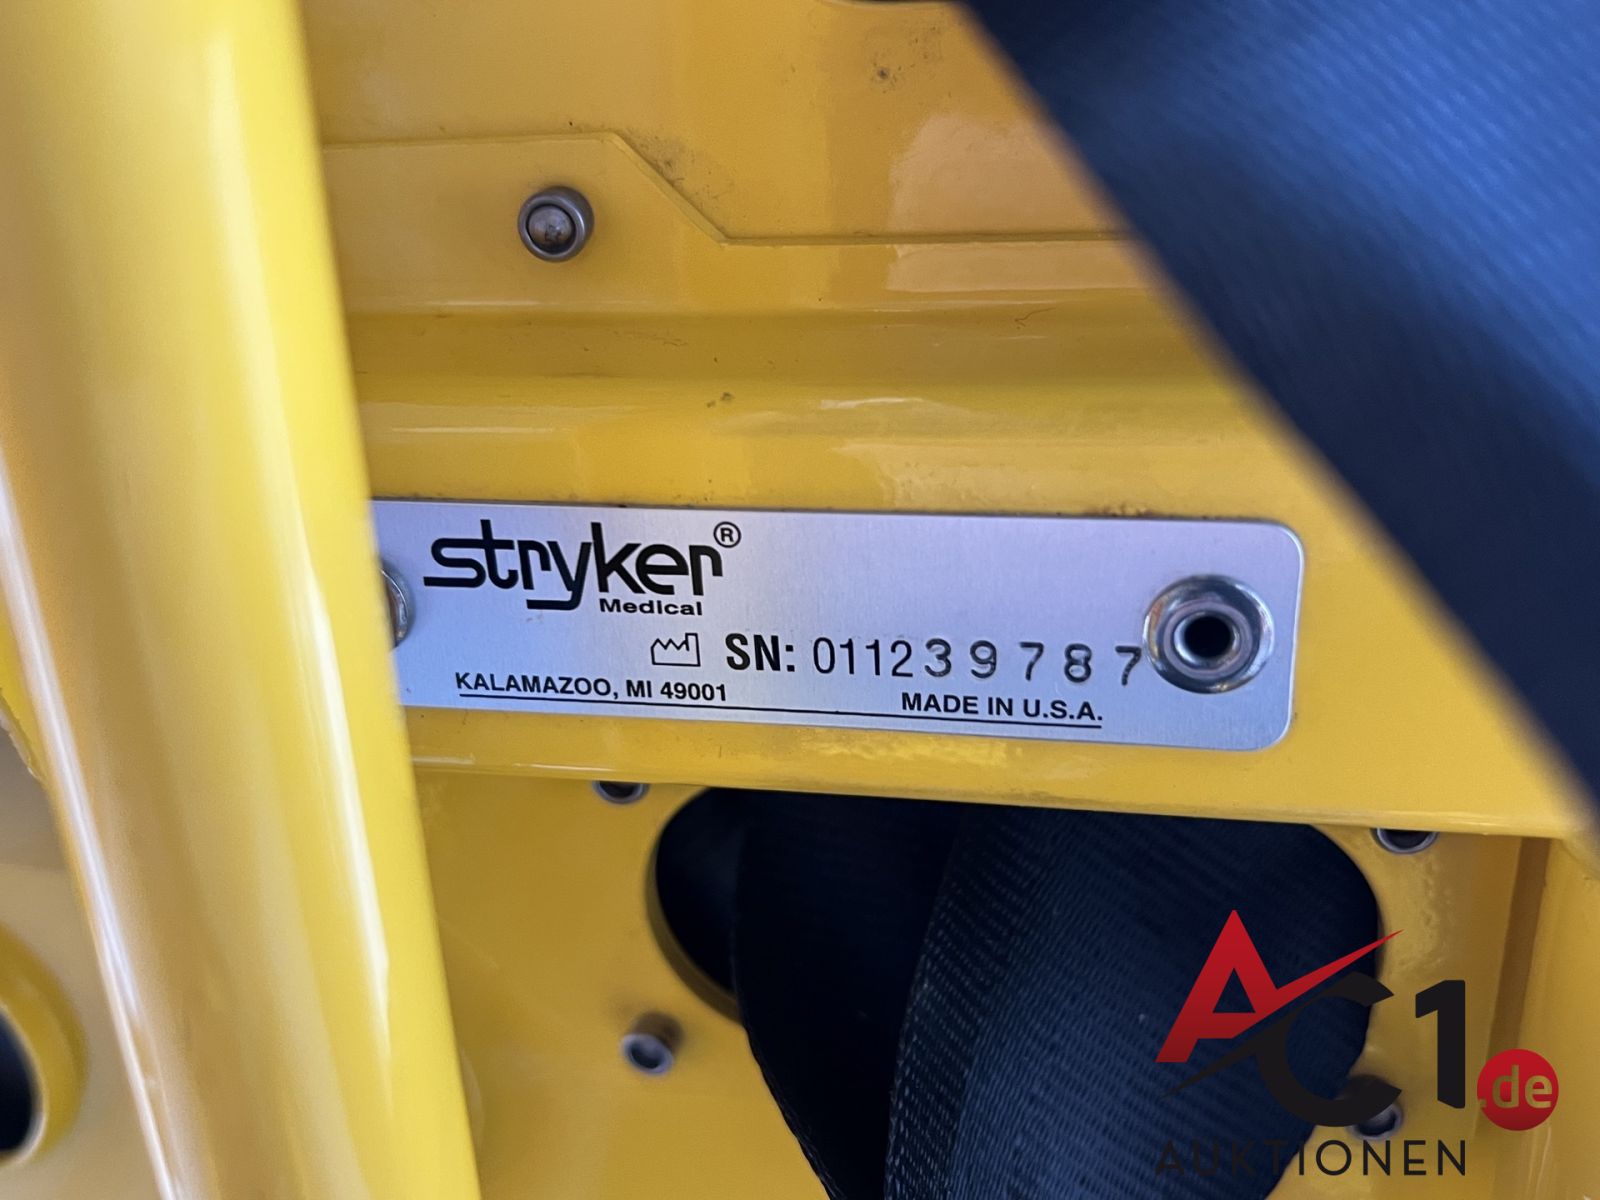 stryker®
Medical
SN: 011239787
KALAMAZOO, MI 49001
MADE IN U.S.A.
AC1.de
AUKTIONEN